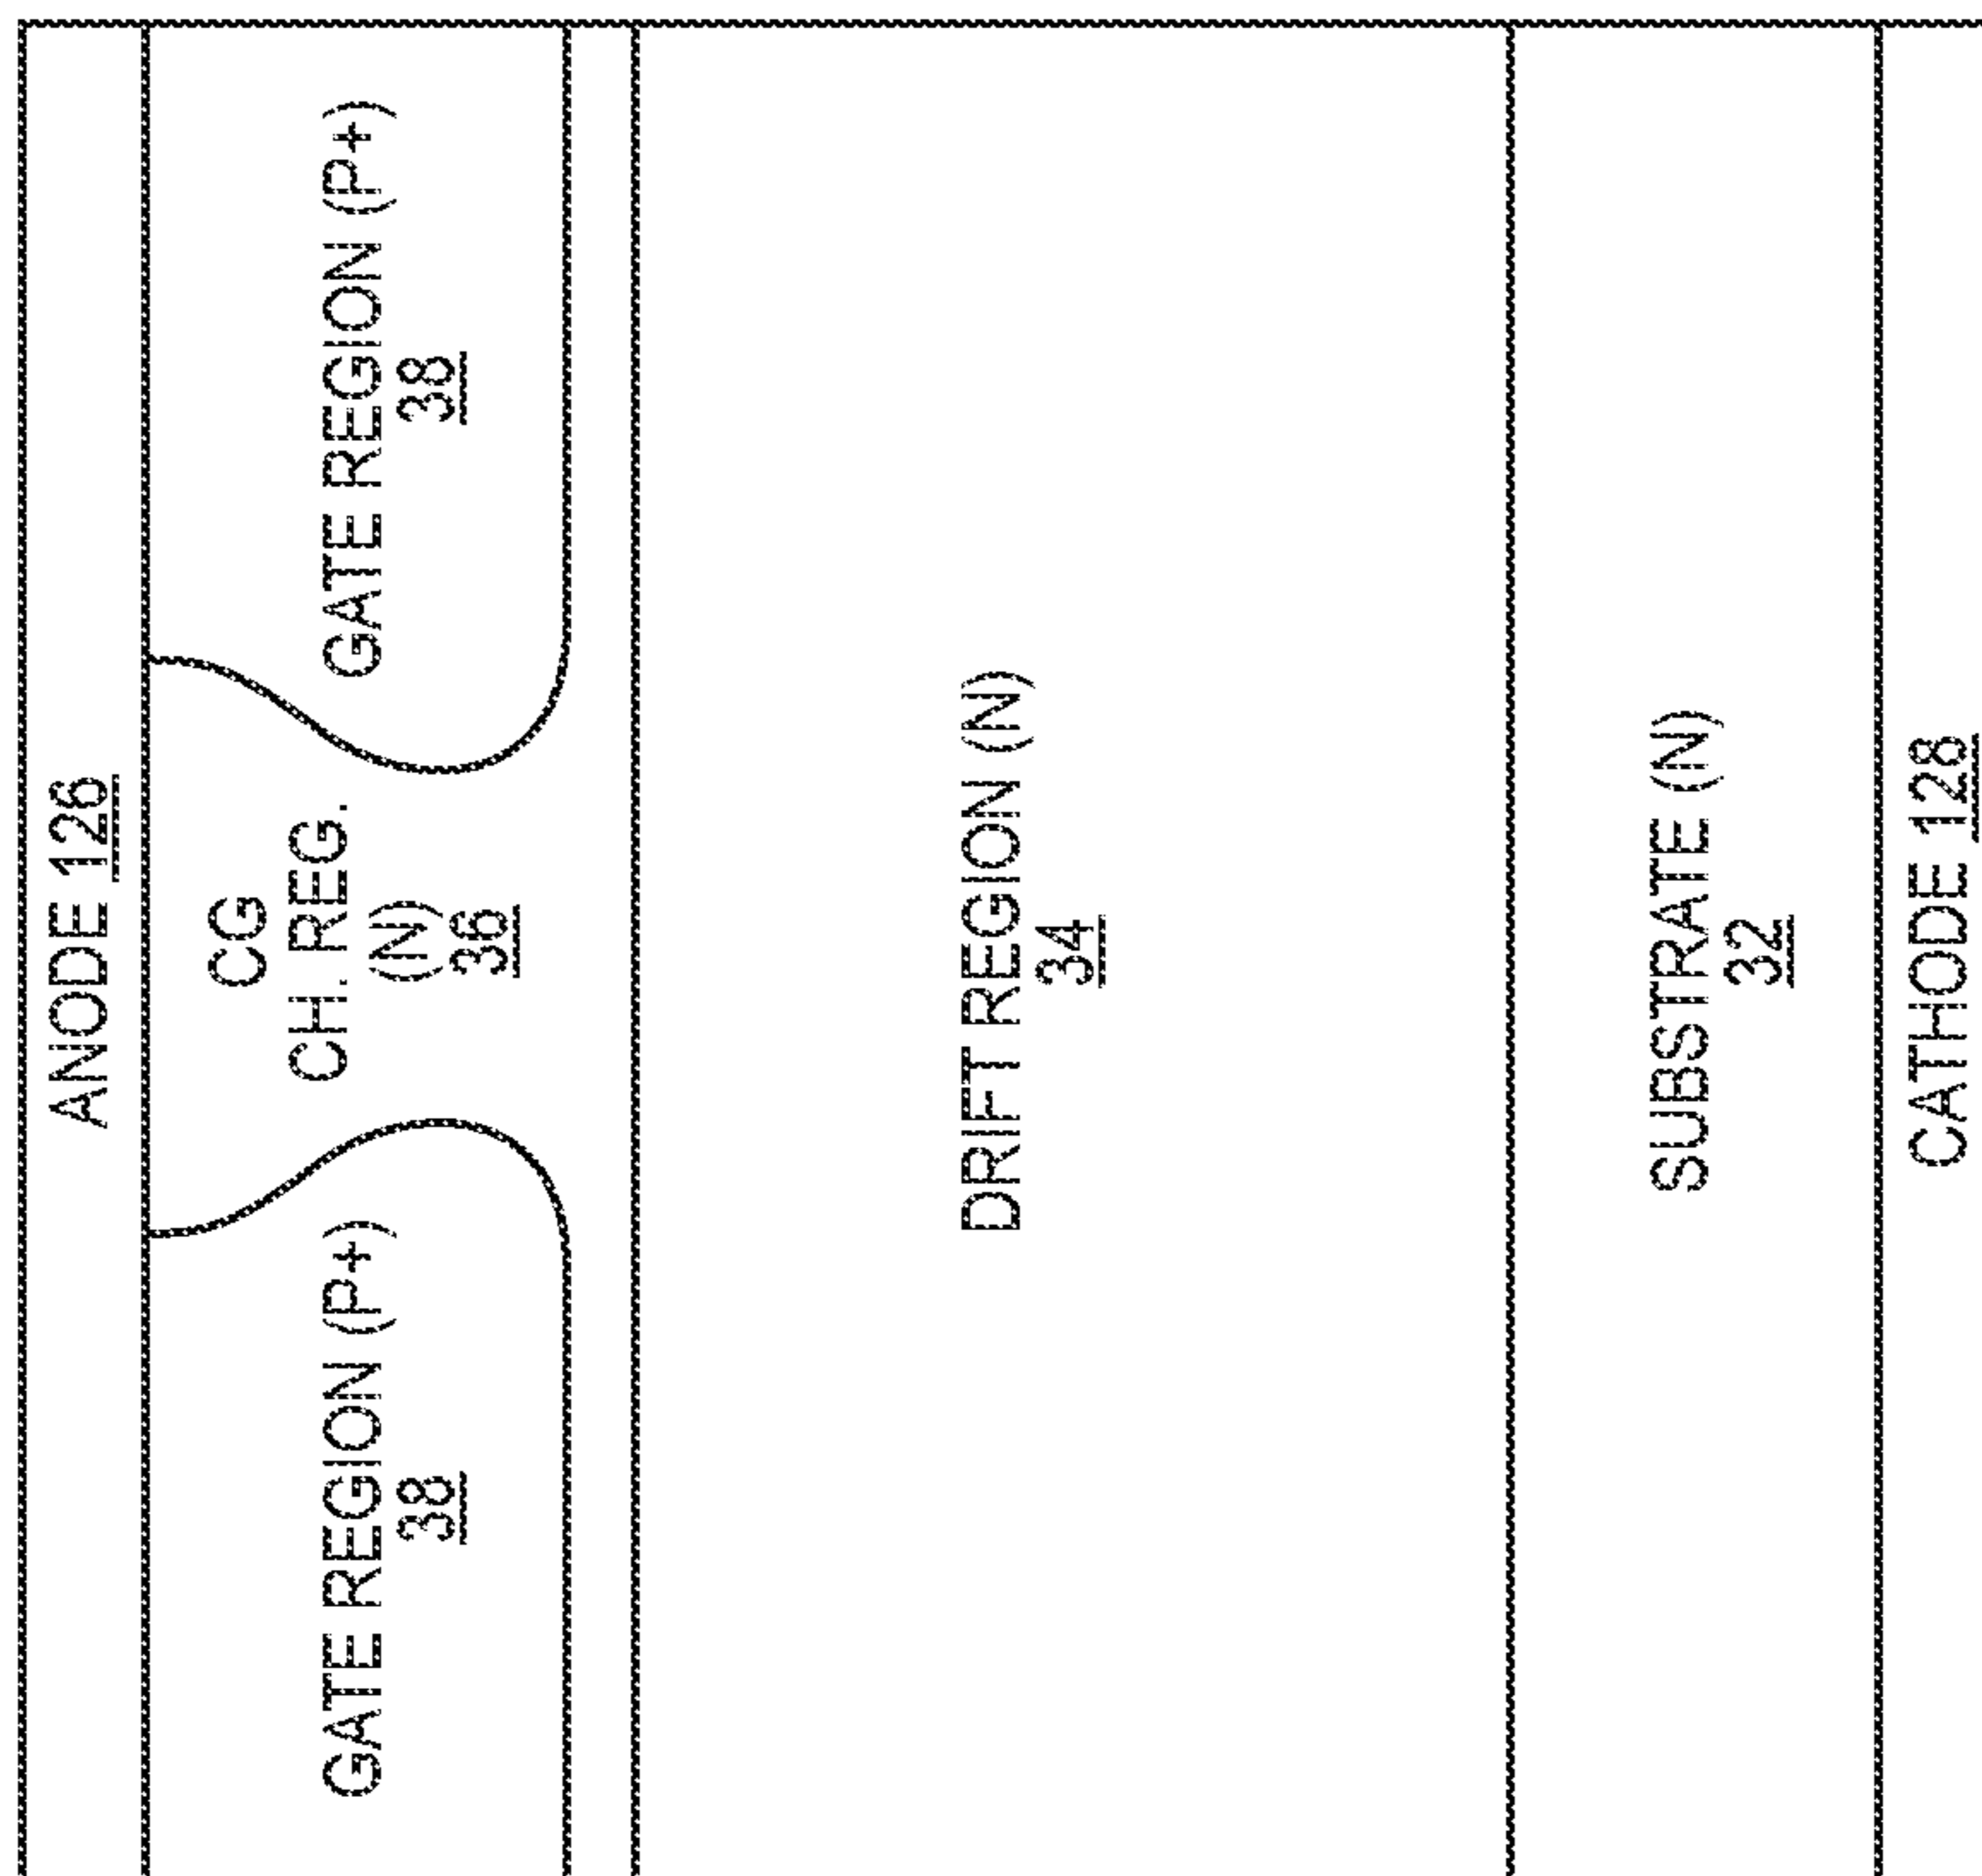 ANODE 126
GATE REGION (P+)
38
CG
CH. REG.
(N)
36
GATE REGION (P+)
38
DRIFT REGION (N)
34
SUBSTRATE (N)
32
CATHODE 128